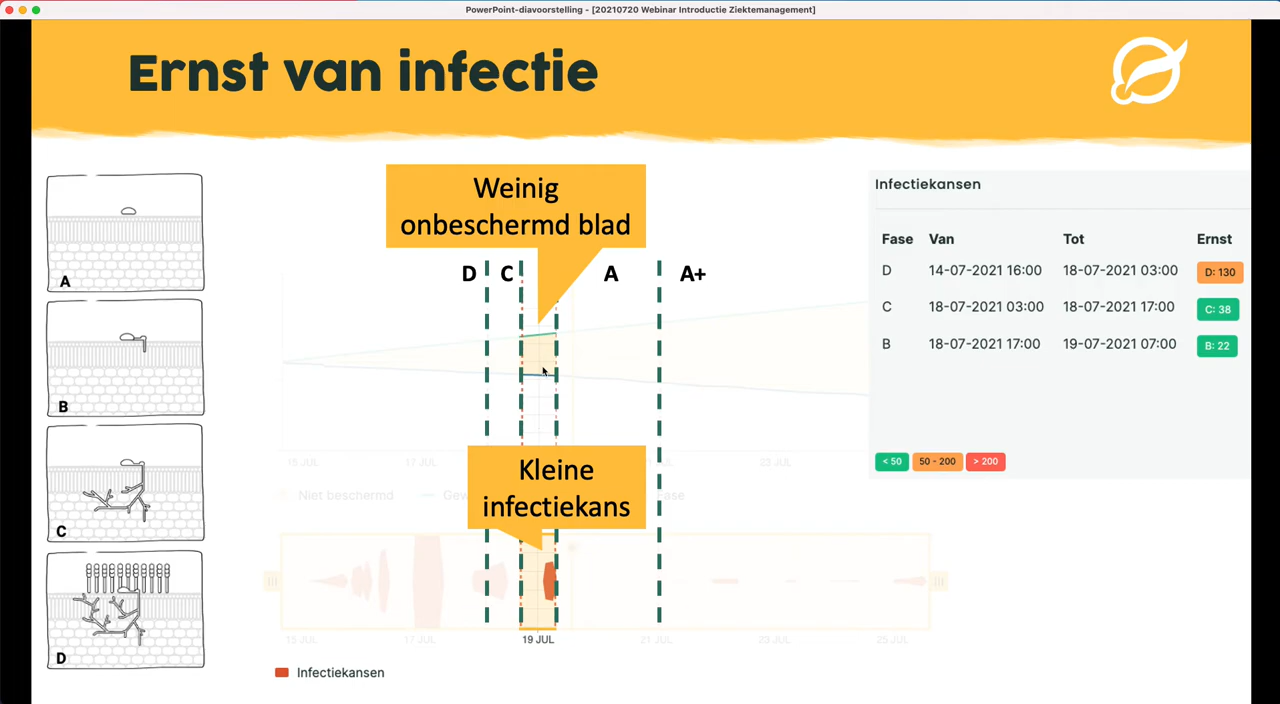 PowerPoint-diavoorstelling - [20210720 Webinar Introductie Ziektemanagement]
Ernst van infectie
A
B
C
D
Weinig
onbeschermd blad
D C A A+
15 JUL 17 JUL 21 JUL 23 JUL
Niet beschermd Gew Fase
Kleine
infectiekans
15 JUL 17 JUL 19 JUL 21 JUL 23 JUL 25 JUL
Infectiekansen
Infectiekansen
Fase Van Tot Ernst
D 14-07-2021 16:00 18-07-2021 03:00 D: 130
C 18-07-2021 03:00 18-07-2021 17:00 C: 38
B 18-07-2021 17:00 19-07-2021 07:00 B: 22
< 50 50 - 200 > 200